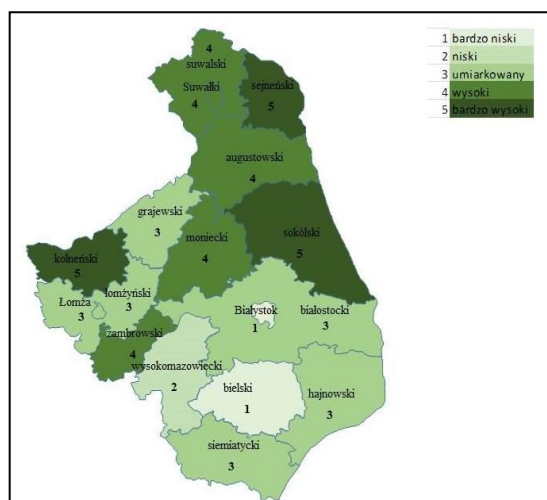 1 bardzo niski
2 niski
3 umiarkowany
4 wysoki
5 bardzo wysoki
4
suwalski
Suwałki
4
sejneński
5
augustowski
4
grajewski
3
moniecki
4
sokólski
5
kolneński
5
łomżyński
3
Łomża
3
Białystok
1
białostocki
3
zambrowski
4
wysokomazowiecki
2
bielski
1
hajnowski
3
siemiatycki
3